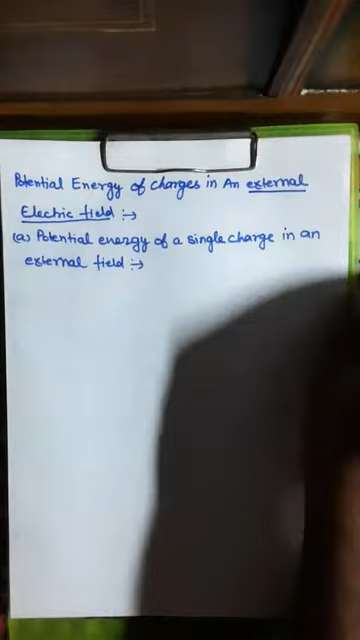 Potential Energy of charges in An external
Electric field :→
(a) Potential energy of a single charge in an
external field :→